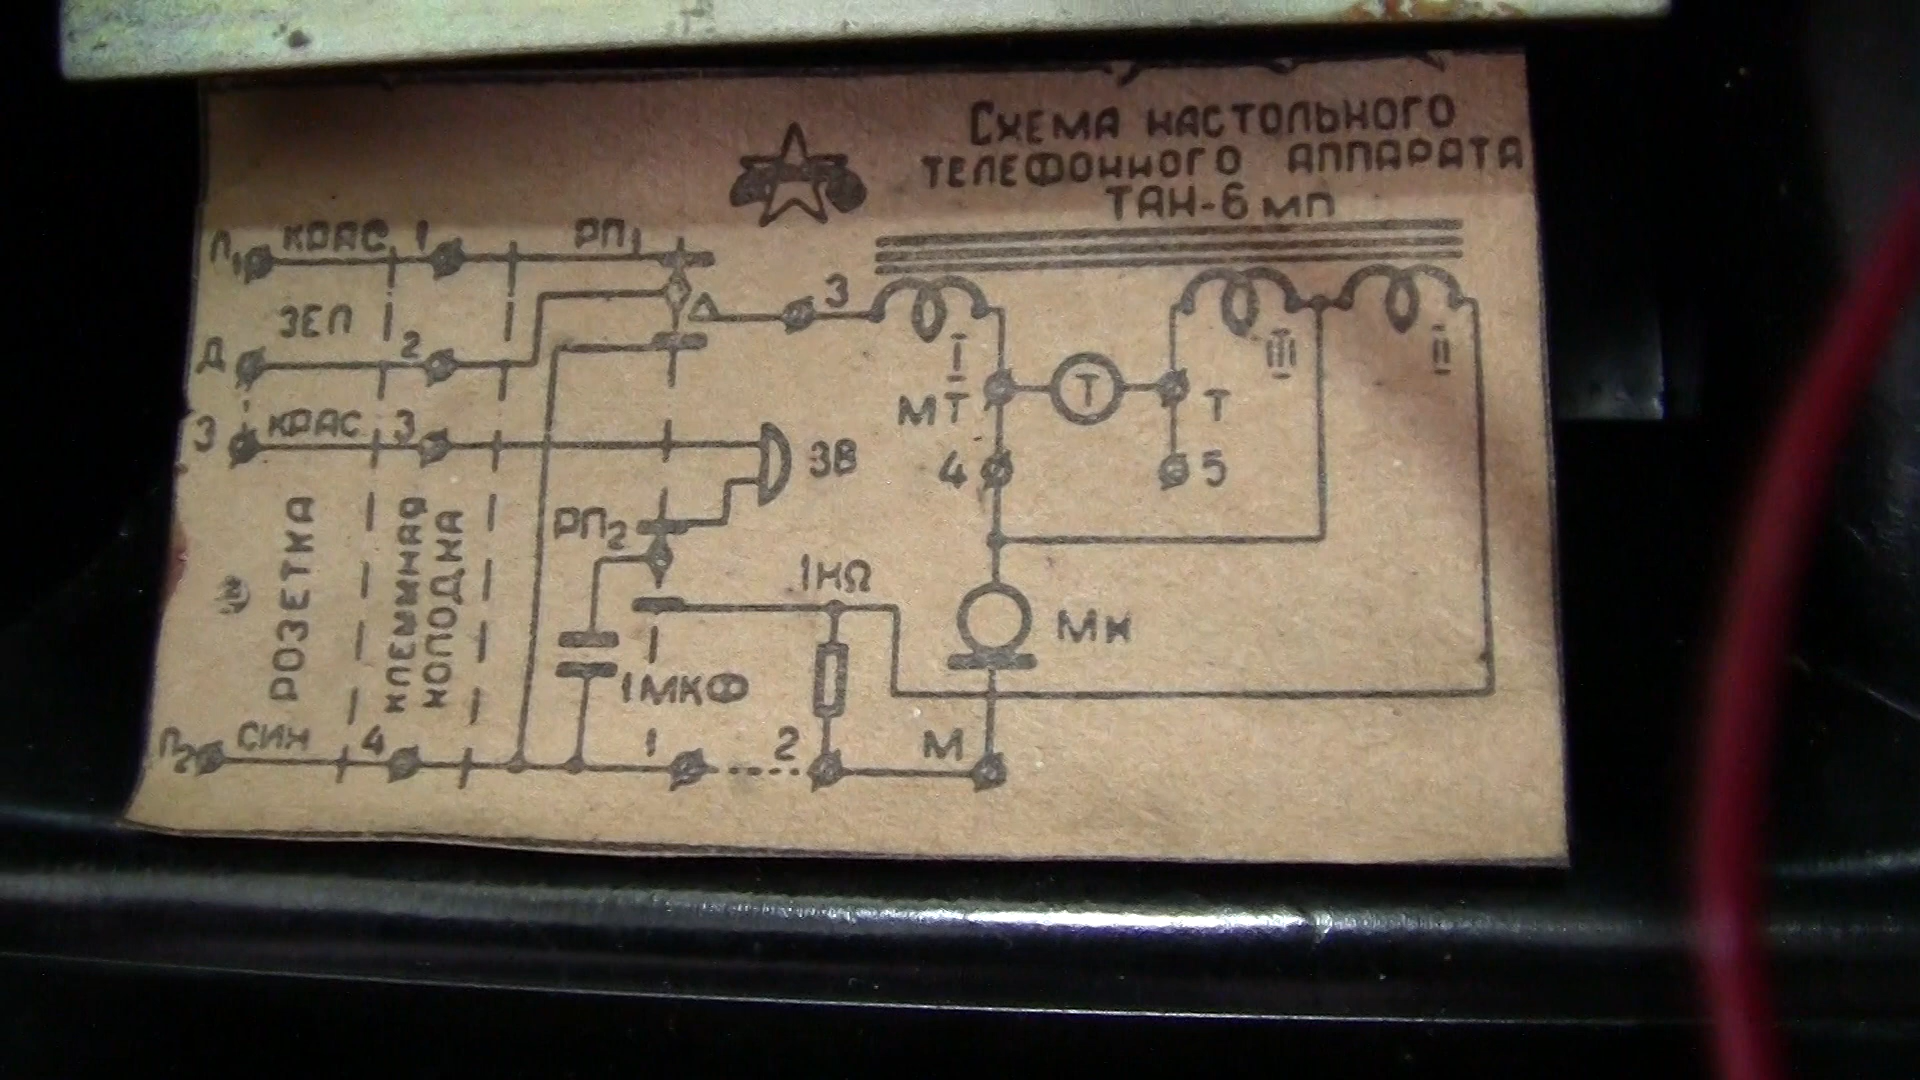 Схема настольного
телефонного аппарата
ТАН-6 мп
Л₁ КРАС 1 РП₁
ЗЕЛ
3
Д 2
I III II
МТ Т Т
З КРАС 3 ЗВ
4 5
РОЗЕТКА
КЛЕММНАЯ
КОЛОДКА
РП₂
1КΩ
Мк
1МКФ
Л₂ СИН 4 1 2 М